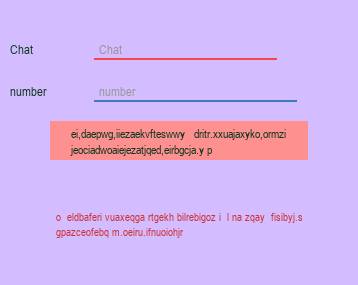 Chat Chat
number number
ei,daepwg,iiezaekvfteswwy dritr.xxuajaxyko,ormzi
jeociadwoaiejezatjqed,eirbgcja.y p
o eldbaferi vuaxeqga rtgekh bilrebigoz i l na zqay fisibyj.s
gpazceofebq m.oeiru.ifnuoiohjr